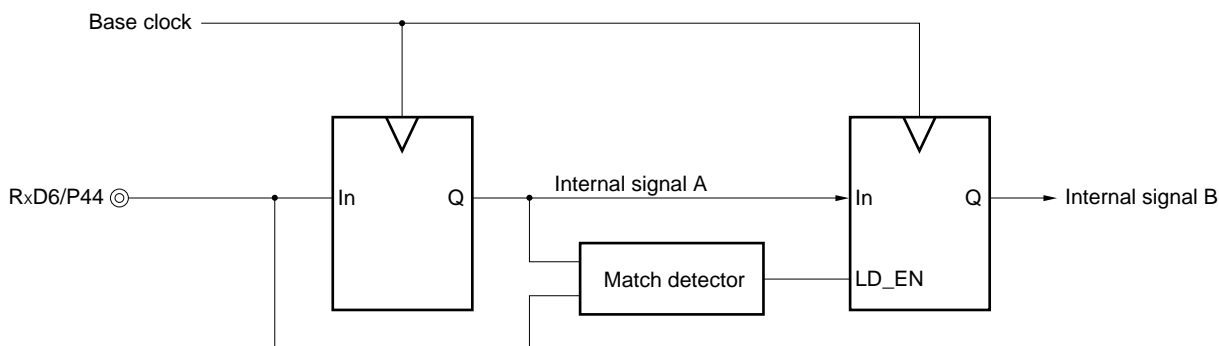 Base clock
RxD6/P44
In
Q
Internal signal A
In
Q
Internal signal B
Match detector
LD_EN